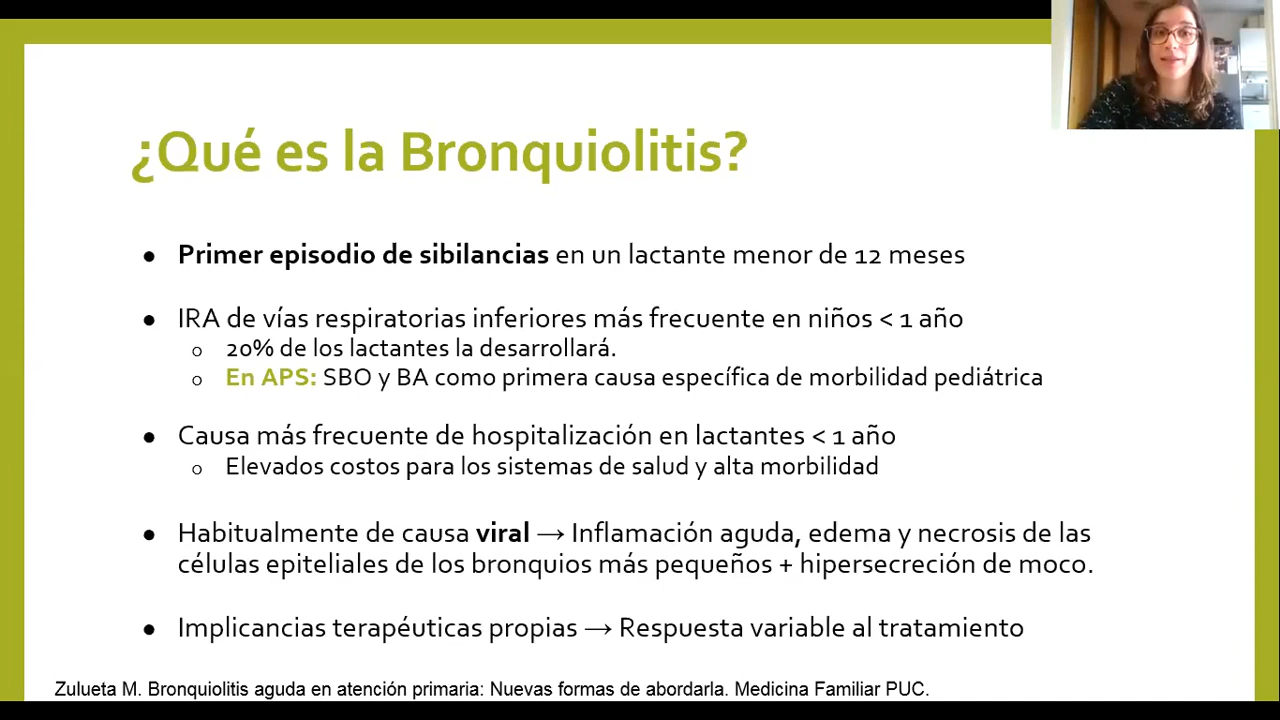 ¿Qué es la Bronquiolitis?
● Primer episodio de sibilancias en un lactante menor de 12 meses
● IRA de vías respiratorias inferiores más frecuente en niños < 1 año
○ 20% de los lactantes la desarrollará.
○ En APS: SBO y BA como primera causa específica de morbilidad pediátrica
● Causa más frecuente de hospitalización en lactantes < 1 año
○ Elevados costos para los sistemas de salud y alta morbilidad
● Habitualmente de causa viral → Inflamación aguda, edema y necrosis de las
células epiteliales de los bronquios más pequeños + hipersecreción de moco.
● Implicancias terapéuticas propias → Respuesta variable al tratamiento
Zulueta M. Bronquiolitis aguda en atención primaria: Nuevas formas de abordarla. Medicina Familiar PUC.